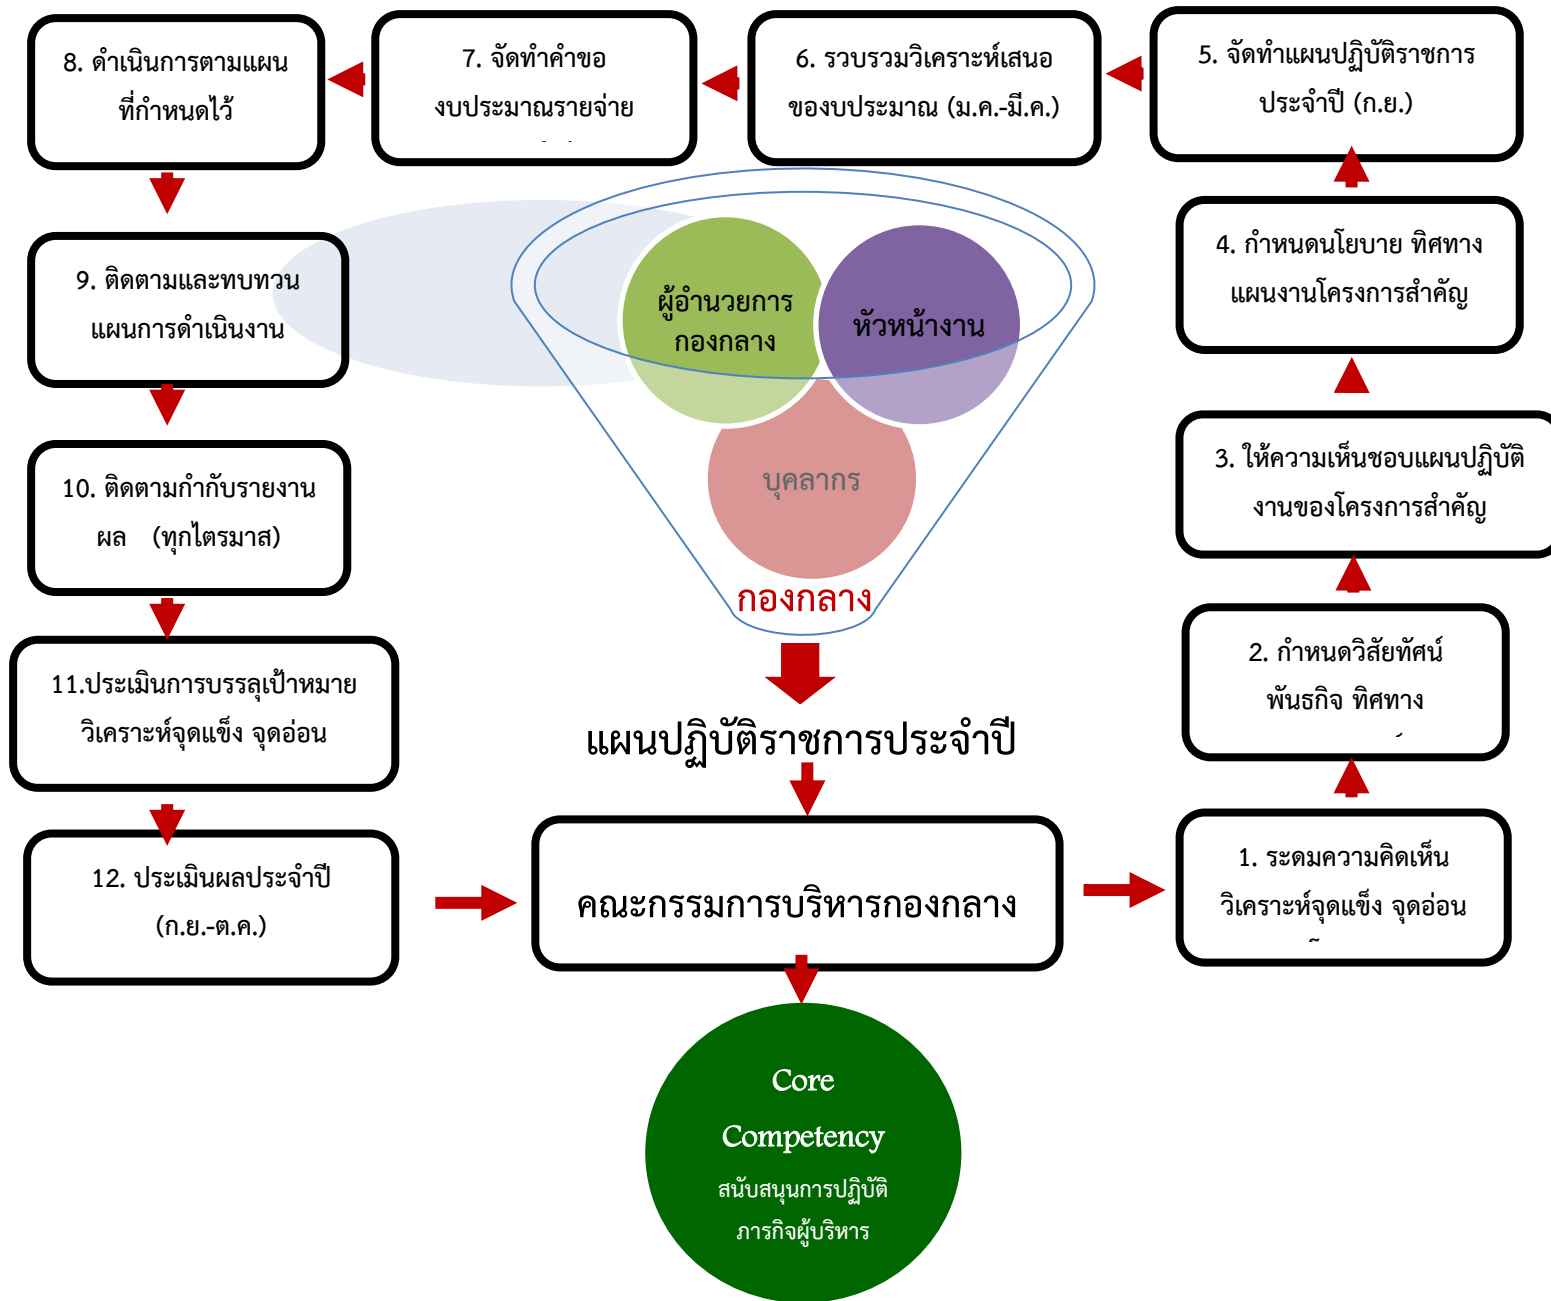 8. ดำเนินการตามแผน
ที่กำหนดไว้
7. จัดทำคำขอ
งบประมาณรายจ่าย
6. รวบรวมวิเคราะห์เสนอ
ของบประมาณ (ม.ค.-มี.ค.)
5. จัดทำแผนปฏิบัติราชการ
ประจำปี (ก.ย.)
9. ติดตามและทบทวน
แผนการดำเนินงาน
ผู้อำนวยการ
กองกลาง
หัวหน้างาน
บุคลากร
กองกลาง
4. กำหนดนโยบาย ทิศทาง
แผนงานโครงการสำคัญ
10. ติดตามกำกับรายงาน
ผล (ทุกไตรมาส)
3. ให้ความเห็นชอบแผนปฏิบัติ
งานของโครงการสำคัญ
11.ประเมินการบรรลุเป้าหมาย
วิเคราะห์จุดแข็ง จุดอ่อน
2. กำหนดวิสัยทัศน์
พันธกิจ ทิศทาง
แผนปฏิบัติราชการประจำปี
12. ประเมินผลประจำปี
(ก.ย.-ต.ค.)
คณะกรรมการบริหารกองกลาง
1. ระดมความคิดเห็น
วิเคราะห์จุดแข็ง จุดอ่อน
Core
Competency
สนับสนุนการปฏิบัติ
ภารกิจผู้บริหาร